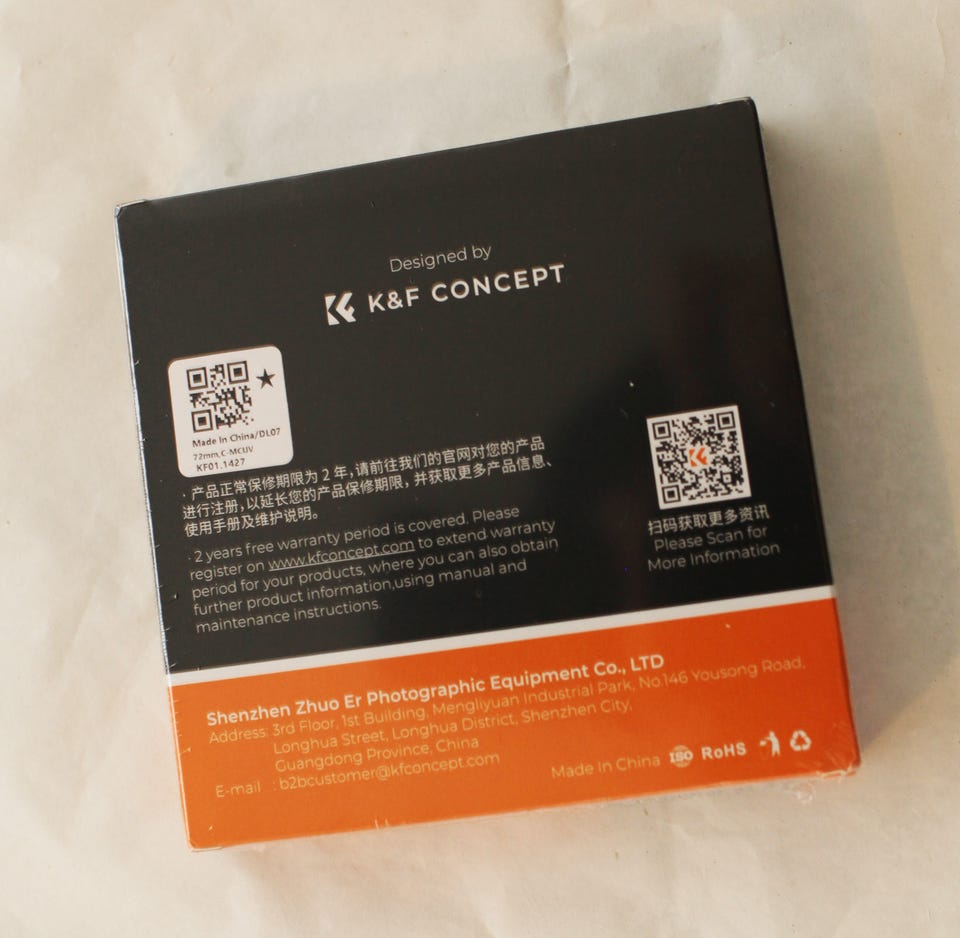 Designed by
K&F CONCEPT
Made In China/DL07
72mm,C-MCUV
KF01.1427
· 产品正常保修期限为 2 年,请前往我们的官网对您的产品
进行注册,以延长您的产品保修期限,并获取更多产品信息、
使用手册及维护说明。
· 2 years free warranty period is covered. Please
register on www.kfconcept.com to extend warranty
period for your products, where you can also obtain
further product information,using manual and
maintenance instructions.
扫码获取更多资讯
Please Scan for
More Information
Shenzhen Zhuo Er Photographic Equipment Co., LTD
Address: 3rd Floor, 1st Building, Mengliyuan Industrial Park, No.146 Yousong Road,
Longhua Street, Longhua District, Shenzhen City,
Guangdong Province, China
E-mail : b2bcustomer@kfconcept.com
Made In China ISO RoHS